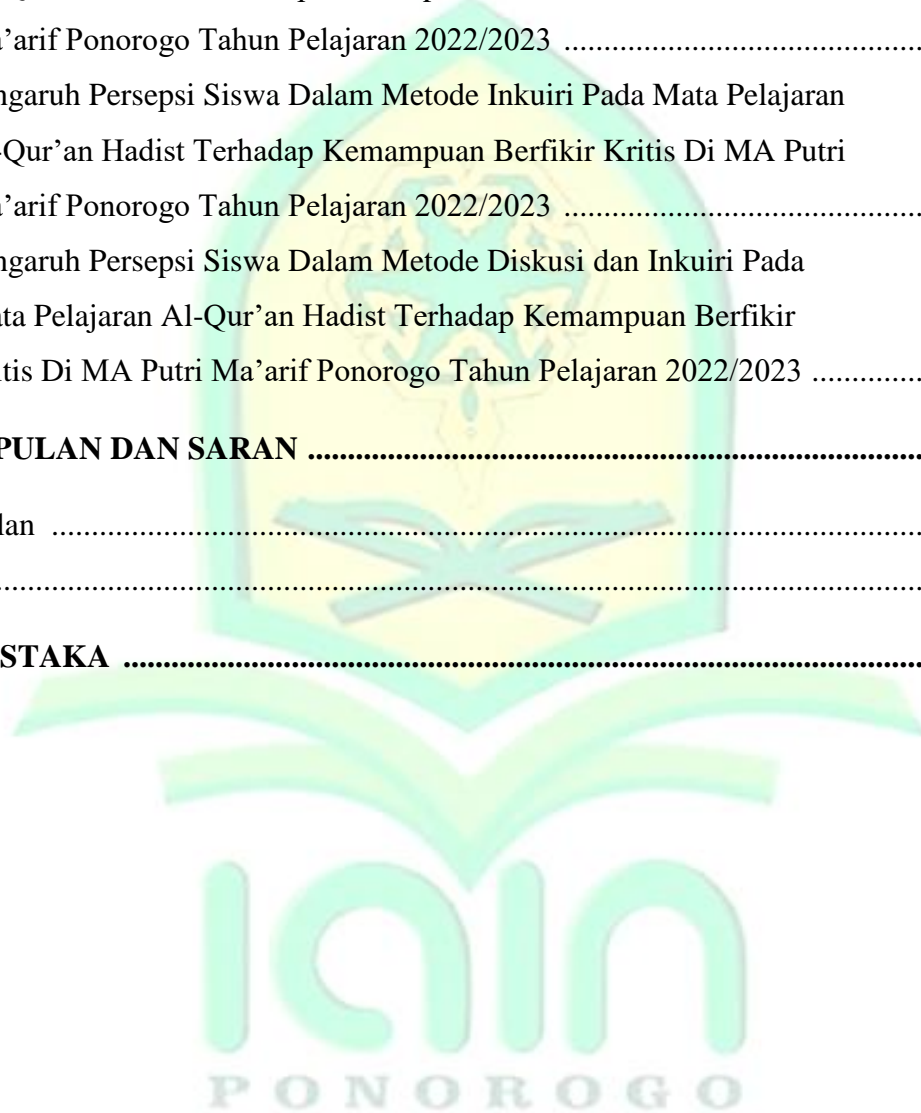 a'arif Ponorogo Tahun Pelajaran 2022/2023 ........................................
ngaruh Persepsi Siswa Dalam Metode Inkuiri Pada Mata Pelajaran
-Qur'an Hadist Terhadap Kemampuan Berfikir Kritis Di MA Putri
a'arif Ponorogo Tahun Pelajaran 2022/2023 ........................................
ngaruh Persepsi Siswa Dalam Metode Diskusi dan Inkuiri Pada
ata Pelajaran Al-Qur'an Hadist Terhadap Kemampuan Berfikir
itis Di MA Putri Ma'arif Ponorogo Tahun Pelajaran 2022/2023 ..............
PULAN DAN SARAN ................................................................................
lan ................................................................................................................
........................................................................................................................
STAKA ........................................................................................................
iain
PONOROGO